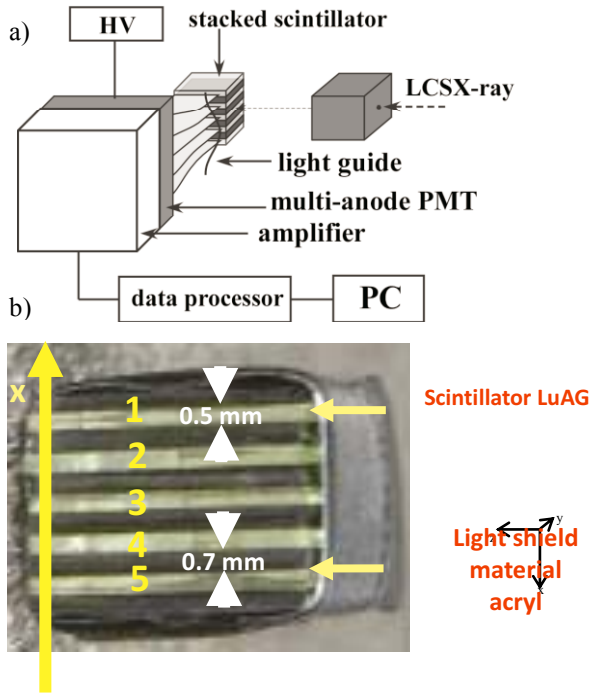 a)
HV
stacked scintillator
LCSX-ray
light guide
multi-anode PMT
amplifier
data processor
PC
b)
x
1
0.5 mm
2
3
4
0.7 mm
5
Scintillator LuAG
y
Light shield
material
x
acryl